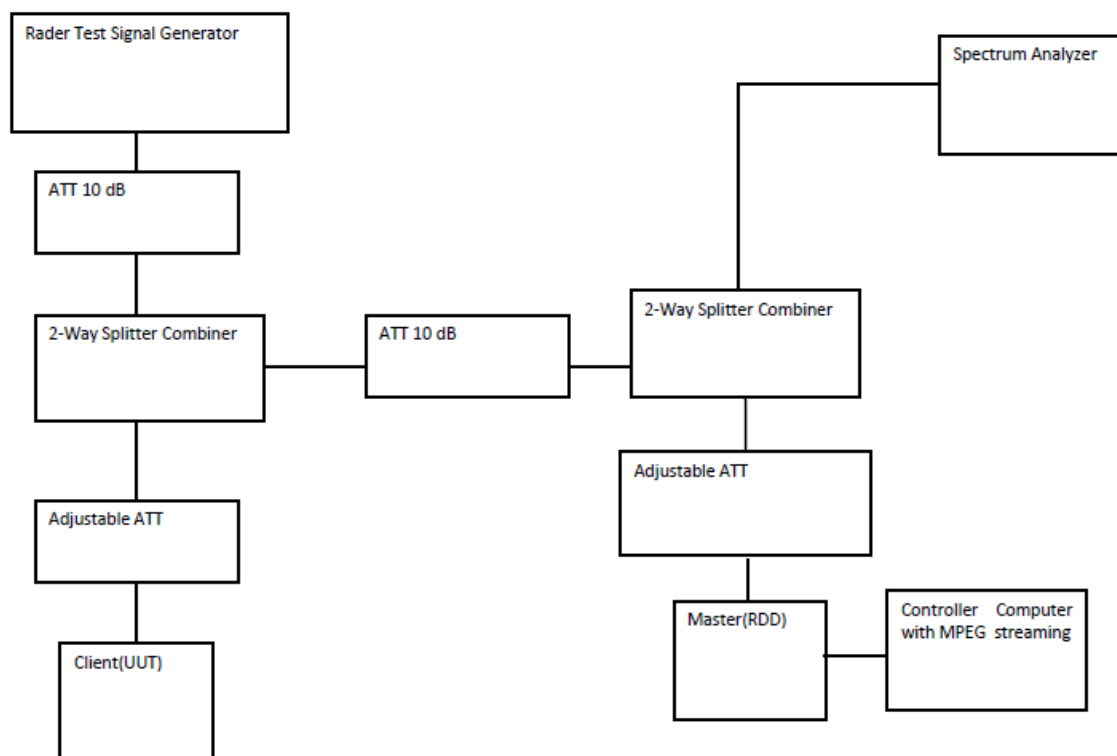 Rader Test Signal Generator
Spectrum Analyzer
ATT 10 dB
2-Way Splitter Combiner
ATT 10 dB
2-Way Splitter Combiner
Adjustable ATT
Adjustable ATT
Master(RDD)
Controller Computer
with MPEG streaming
Client(UUT)